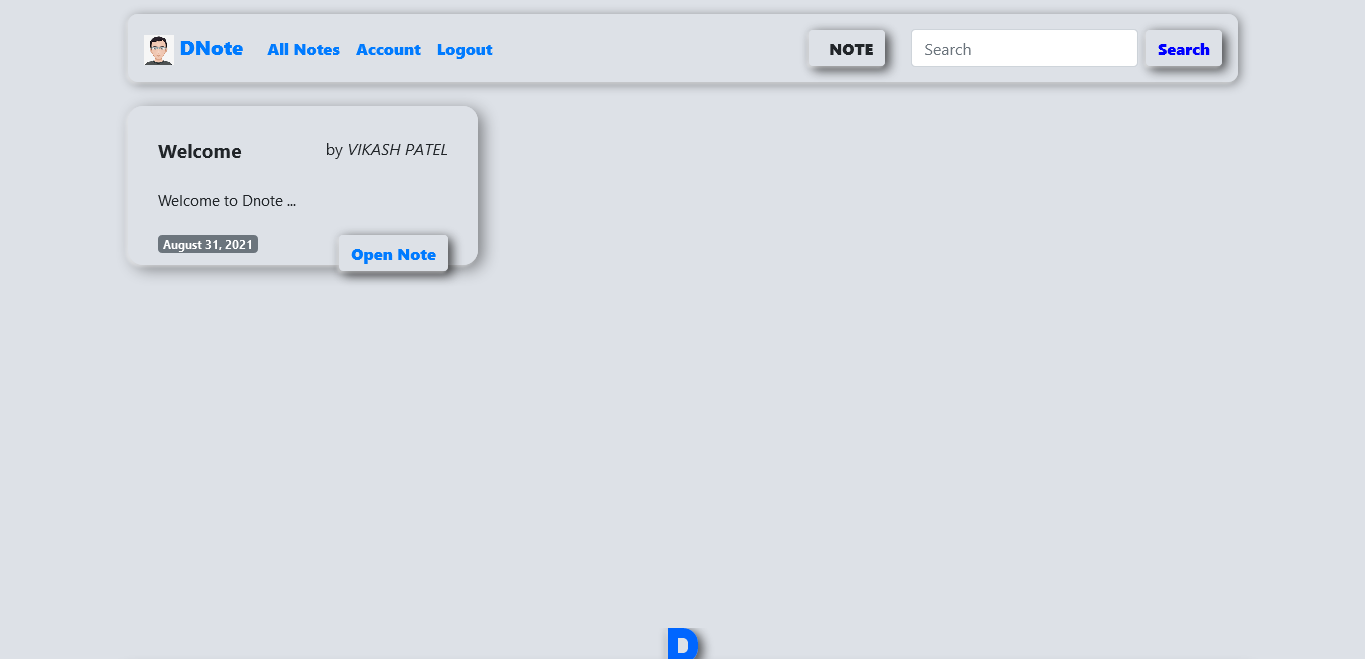 DNote All Notes Account Logout NOTE Search Search
Welcome by VIKASH PATEL
Welcome to Dnote ...
August 31, 2021 Open Note
D